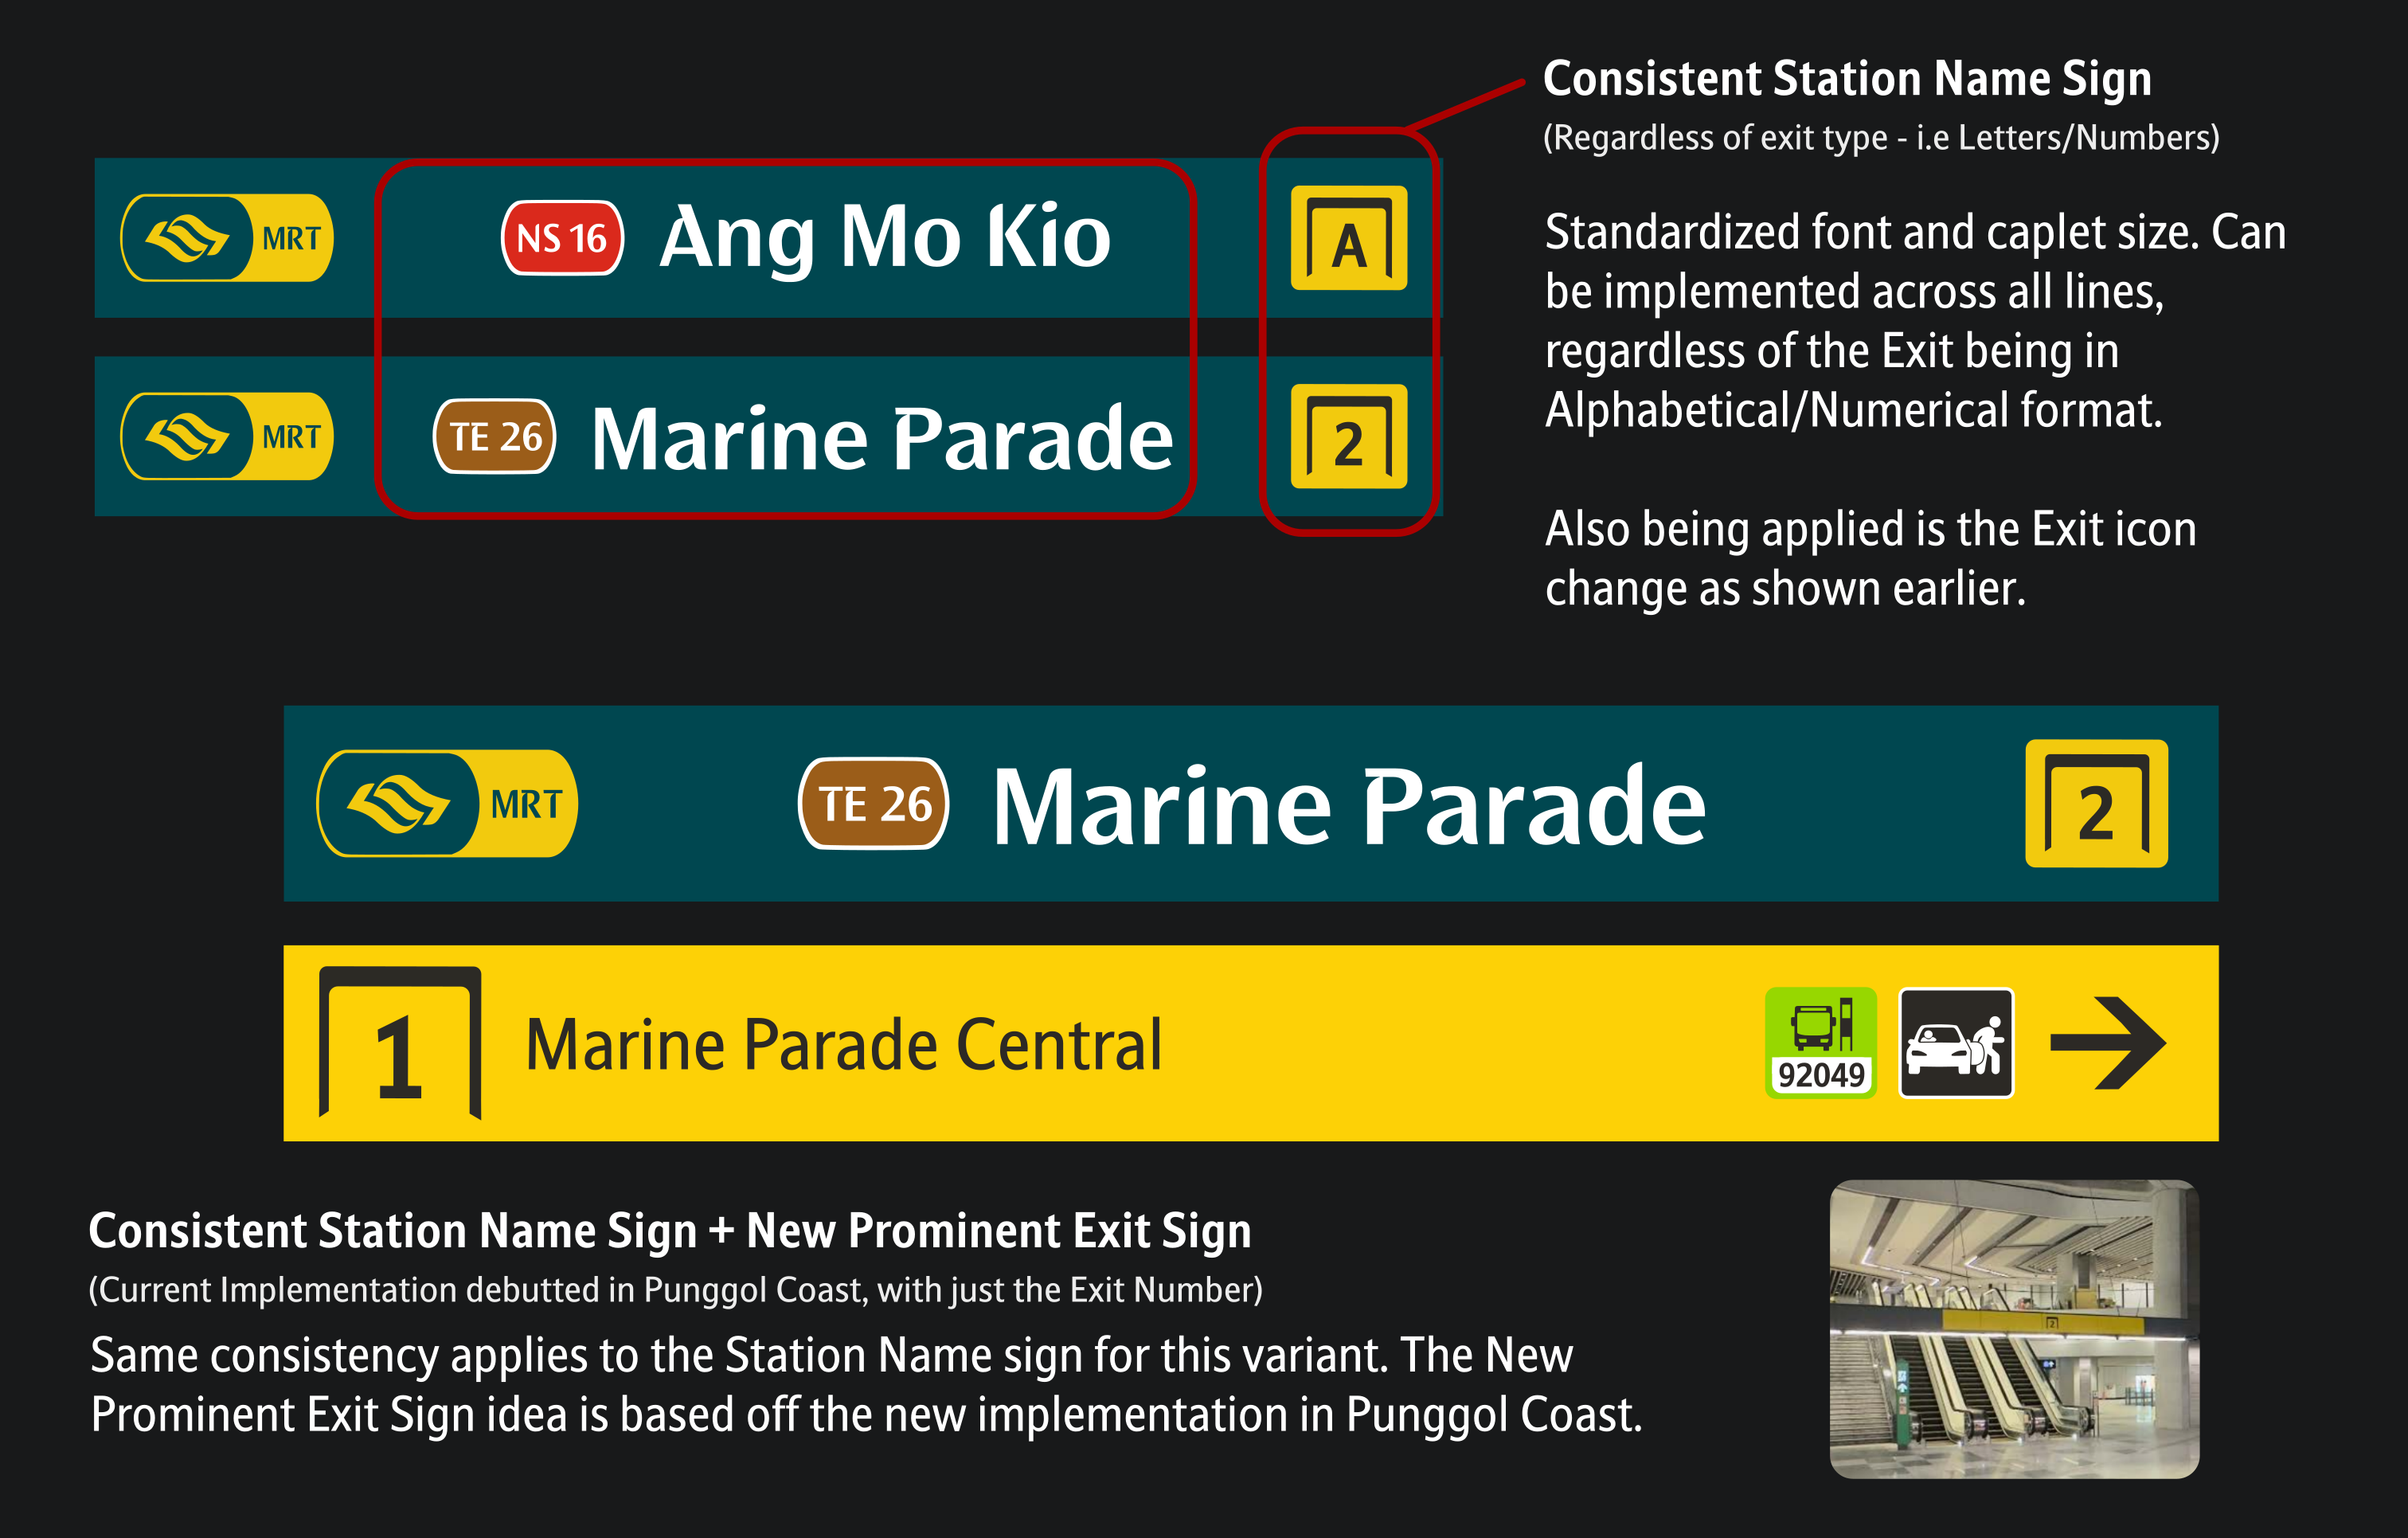 Consistent Station Name Sign
(Regardless of exit type - i.e Letters/Numbers)
MRT NS 16 Ang Mo Kio A
MRT TE 26 Marine Parade 2
Standardized font and caplet size. Can
be implemented across all lines,
regardless of the Exit being in
Alphabetical/Numerical format.
Also being applied is the Exit icon
change as shown earlier.
MRT TE 26 Marine Parade 2
1 Marine Parade Central 92049
Consistent Station Name Sign + New Prominent Exit Sign
(Current Implementation debutted in Punggol Coast, with just the Exit Number)
Same consistency applies to the Station Name sign for this variant. The New
Prominent Exit Sign idea is based off the new implementation in Punggol Coast.
2